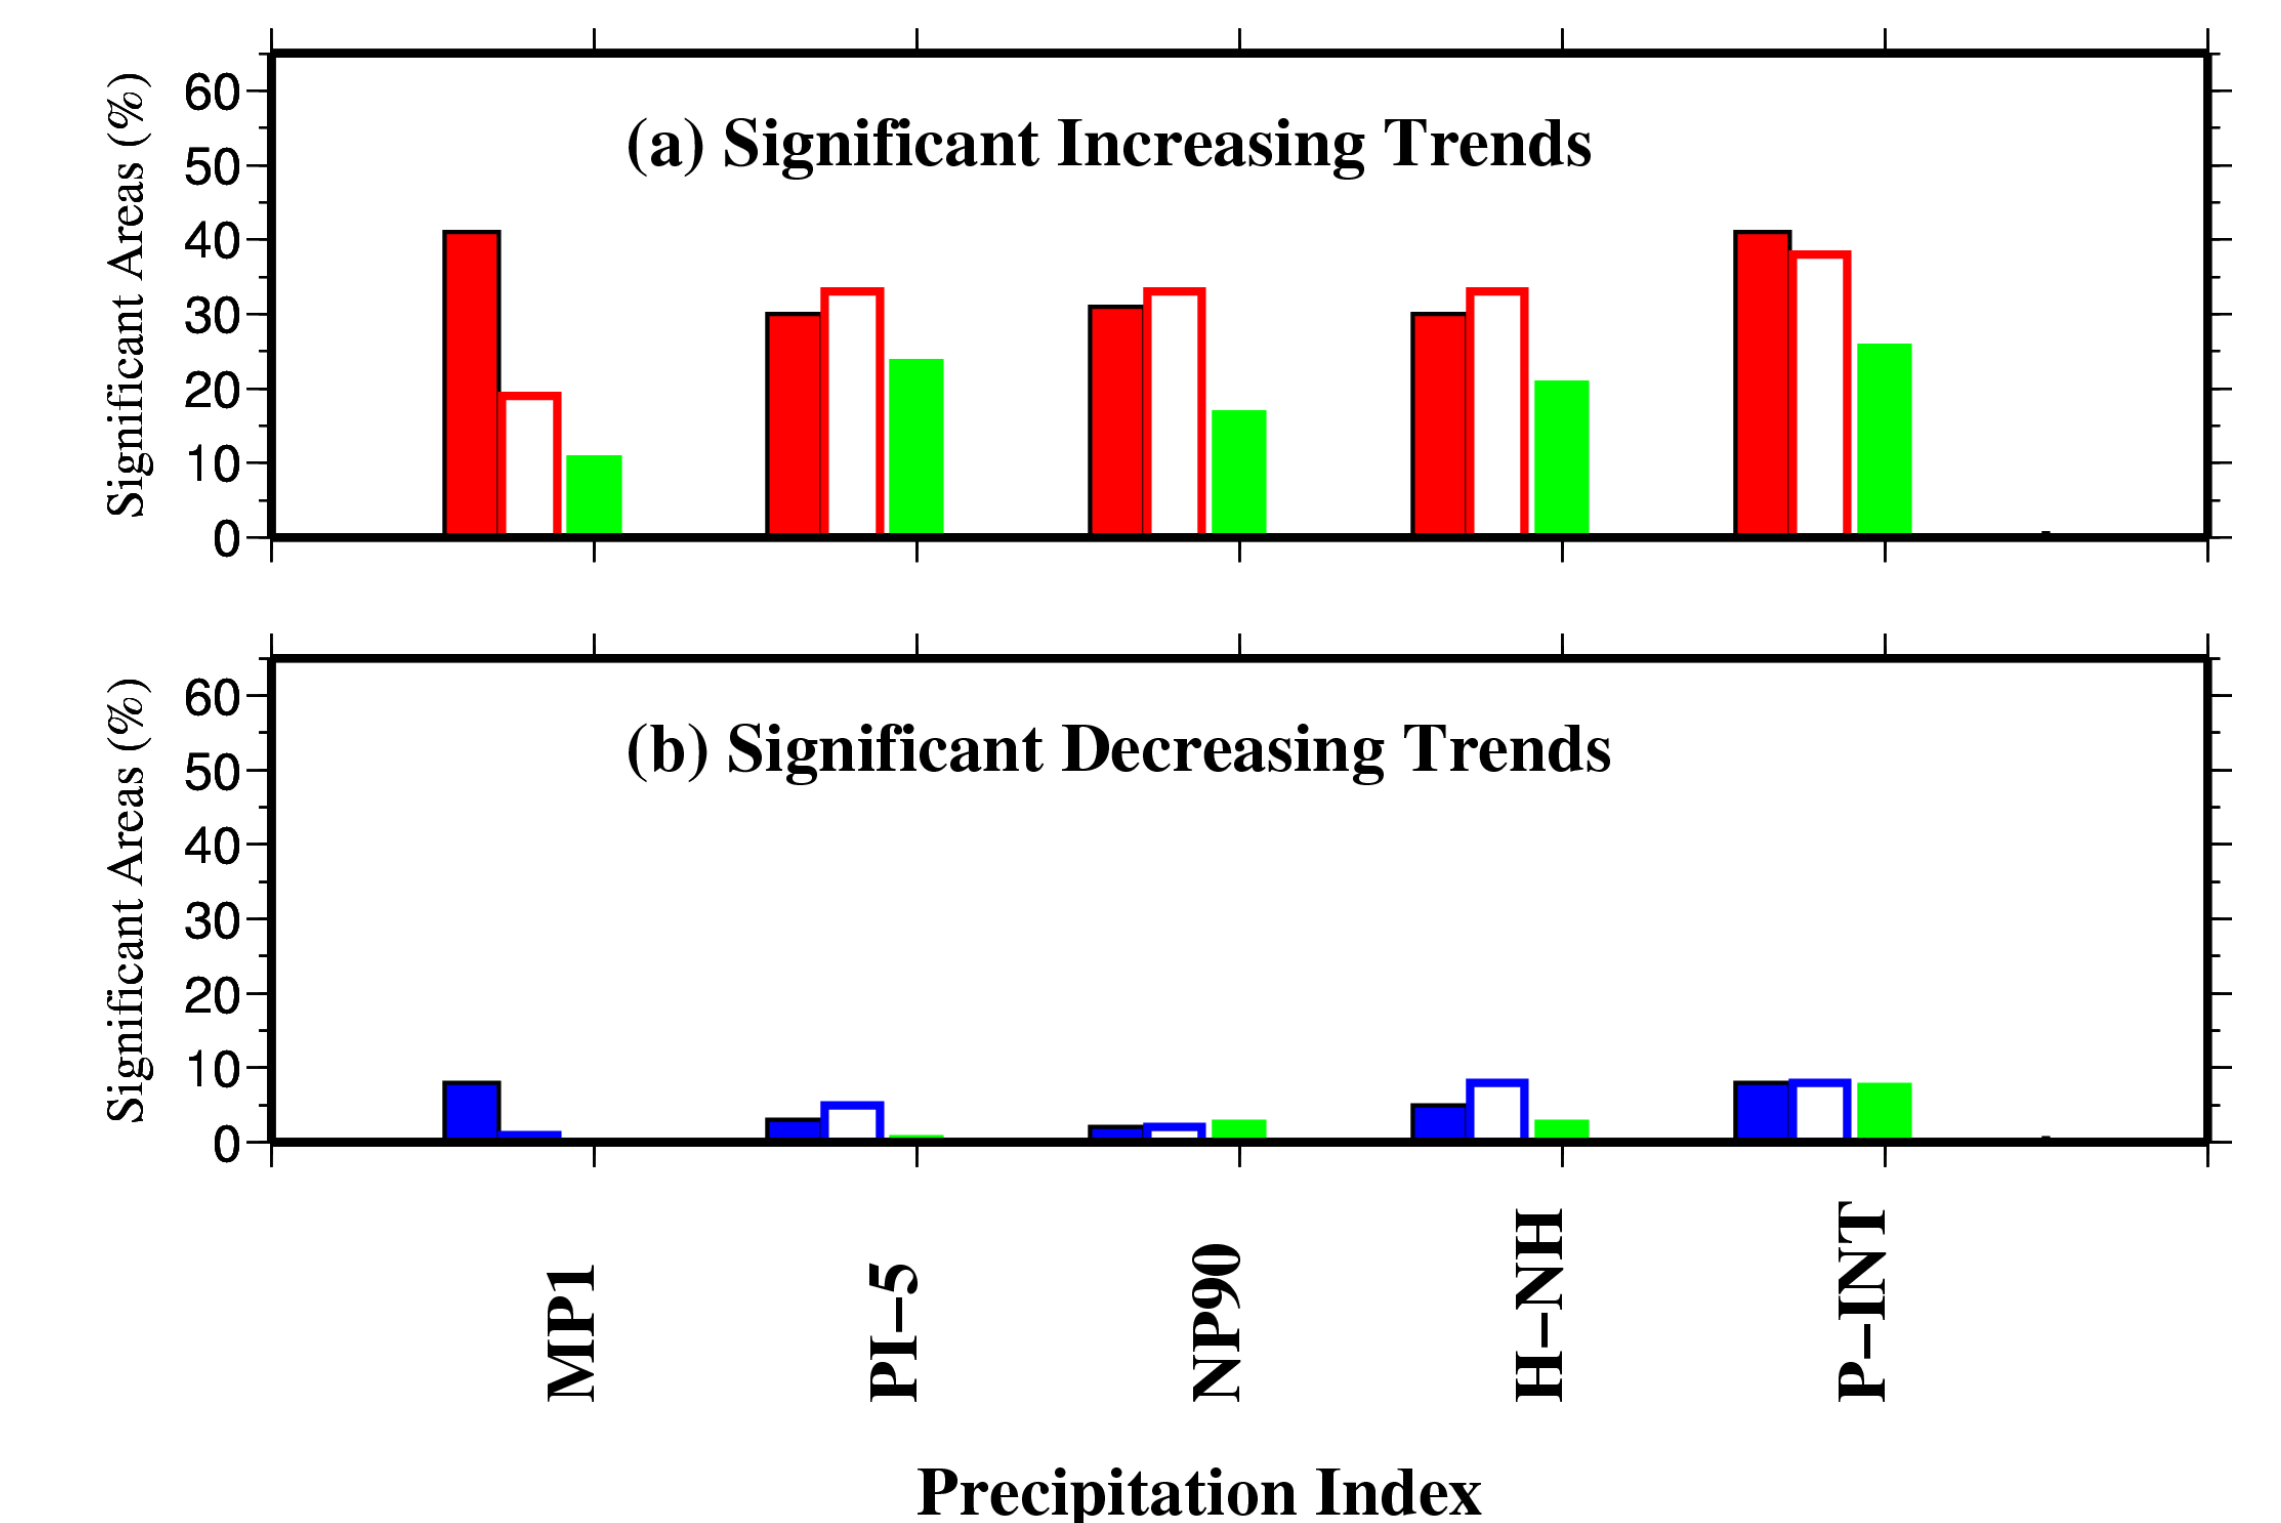 Significant Areas (%)
60
50
40
30
20
10
0
(a) Significant Increasing Trends
Significant Areas (%)
60
50
40
30
20
10
0
(b) Significant Decreasing Trends
MP1
PI−5
NP90
H−NH
P−INT
Precipitation Index